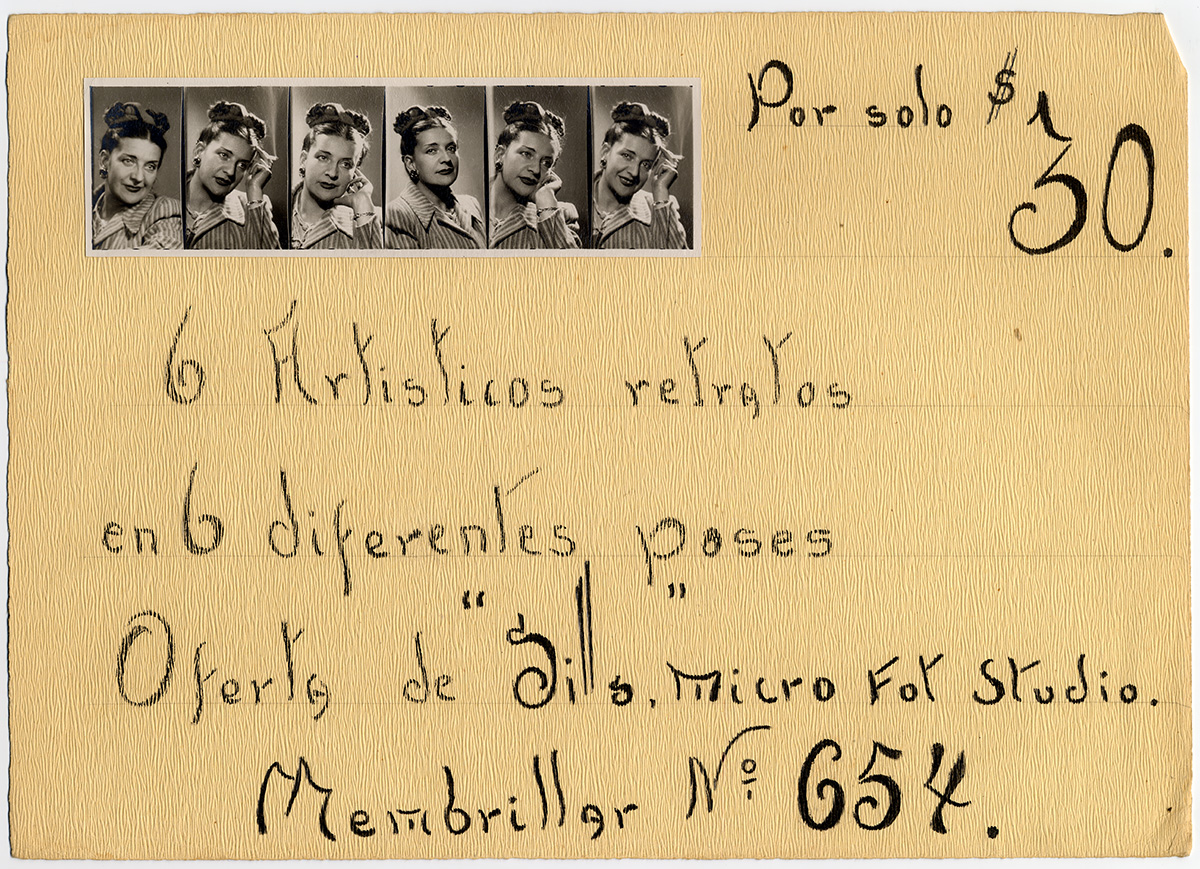 Por solo $1
30.
6 Artisticos retratos
en 6 diferentes poses
Oferta de "Sills, Micro Fot Studio.
Membrillar No. 654.